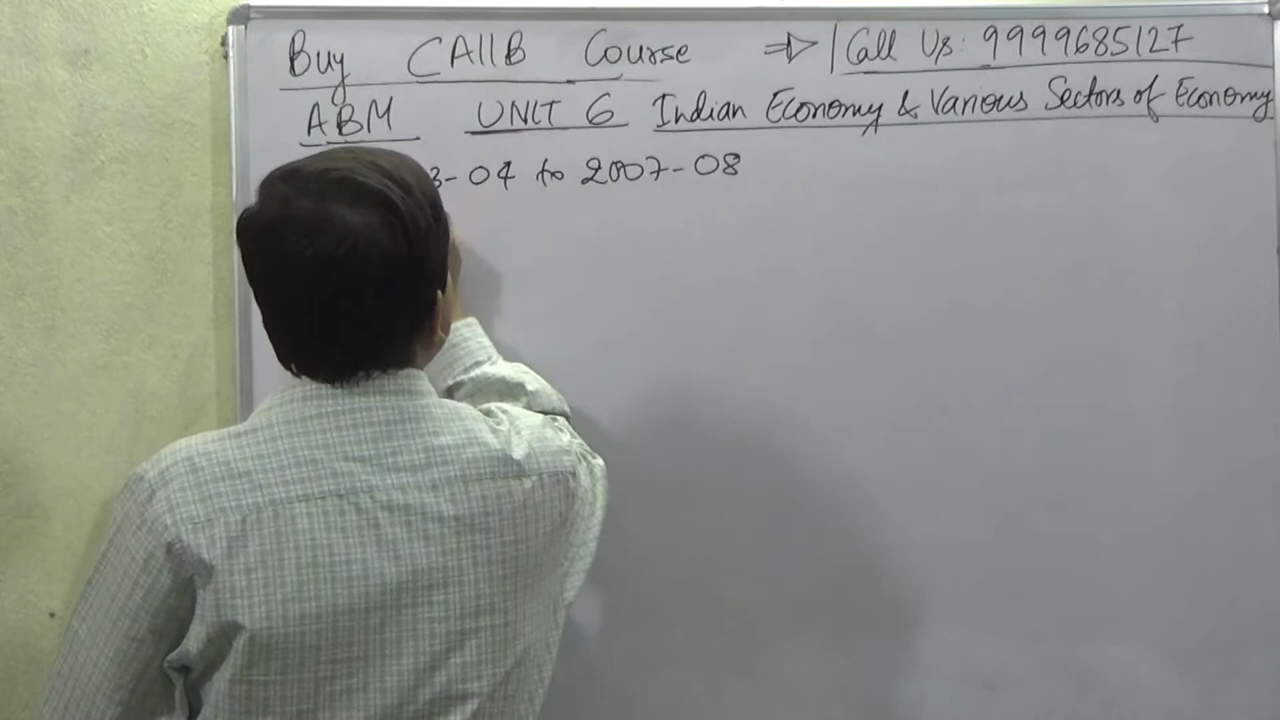 Buy CAIIB Course ⇒ Call Us: 9999685127
ABM UNIT 6 Indian Economy & Various Sectors of Economy
3-04 to 2007-08